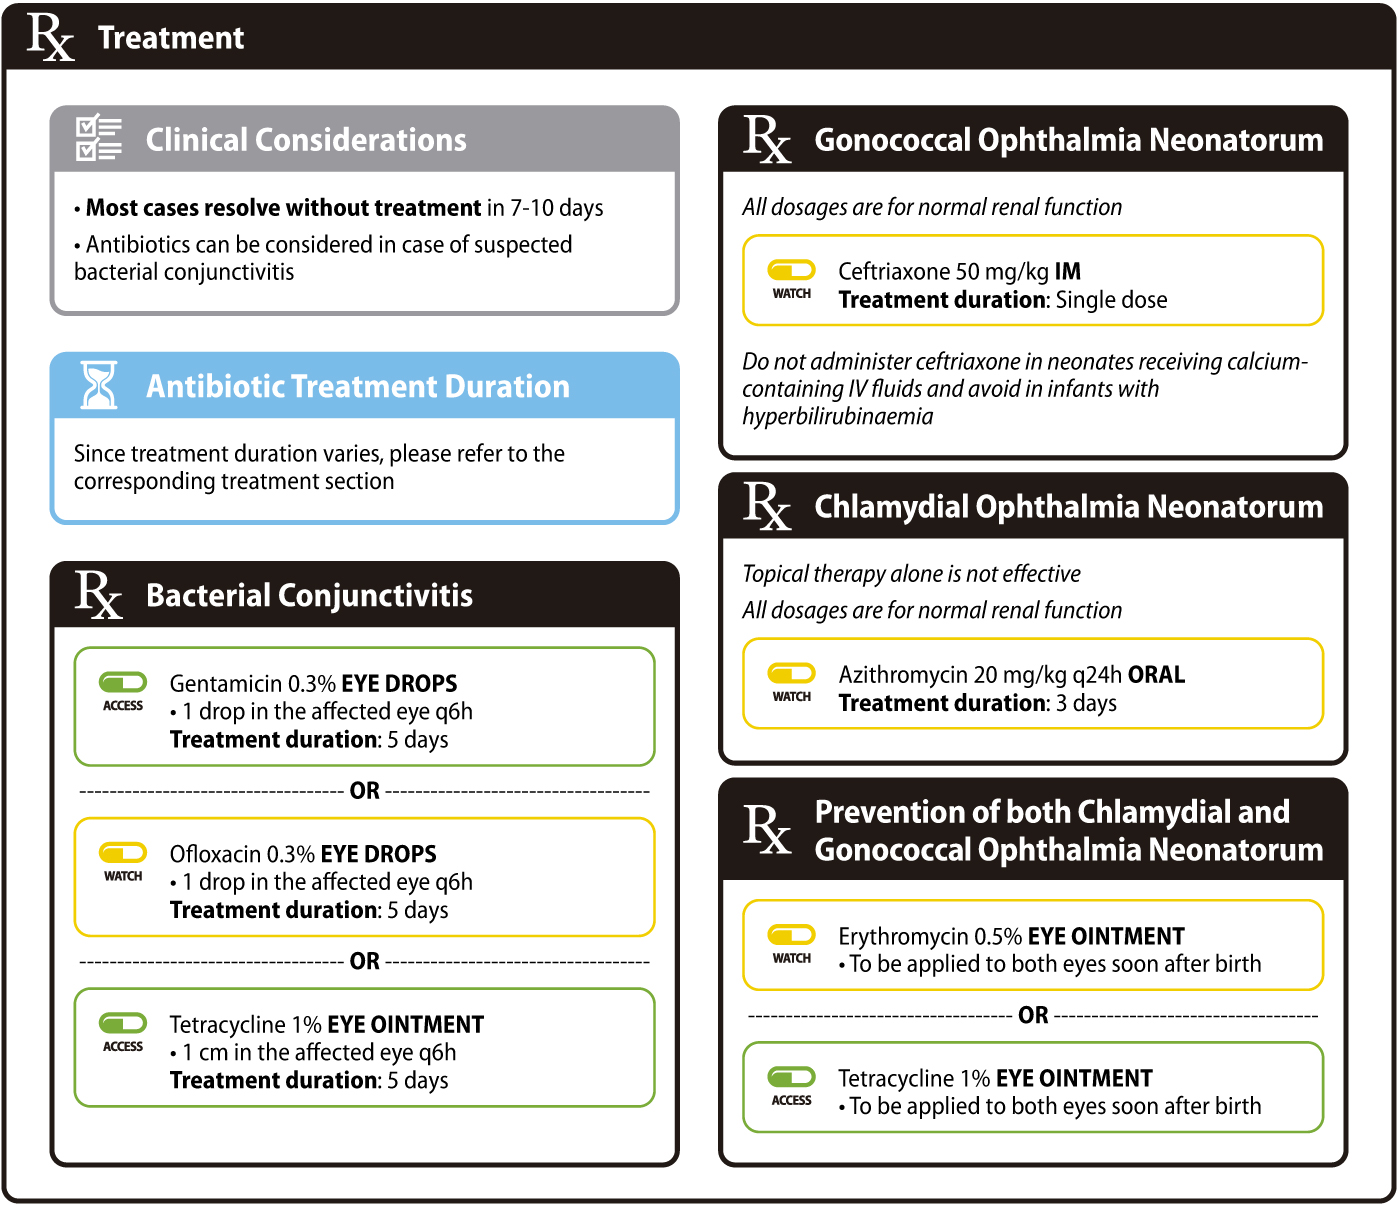 Rx Treatment
Clinical Considerations
• Most cases resolve without treatment in 7-10 days
• Antibiotics can be considered in case of suspected
bacterial conjunctivitis
Antibiotic Treatment Duration
Since treatment duration varies, please refer to the
corresponding treatment section
Rx Bacterial Conjunctivitis
ACCESS
Gentamicin 0.3% EYE DROPS
• 1 drop in the affected eye q6h
Treatment duration: 5 days
OR
WATCH
Ofloxacin 0.3% EYE DROPS
• 1 drop in the affected eye q6h
Treatment duration: 5 days
OR
ACCESS
Tetracycline 1% EYE OINTMENT
• 1 cm in the affected eye q6h
Treatment duration: 5 days
Rx Gonococcal Ophthalmia Neonatorum
All dosages are for normal renal function
WATCH
Ceftriaxone 50 mg/kg IM
Treatment duration: Single dose
Do not administer ceftriaxone in neonates receiving calcium-
containing IV fluids and avoid in infants with
hyperbilirubinaemia
Rx Chlamydial Ophthalmia Neonatorum
Topical therapy alone is not effective
All dosages are for normal renal function
WATCH
Azithromycin 20 mg/kg q24h ORAL
Treatment duration: 3 days
Rx Prevention of both Chlamydial and
Gonococcal Ophthalmia Neonatorum
WATCH
Erythromycin 0.5% EYE OINTMENT
• To be applied to both eyes soon after birth
OR
ACCESS
Tetracycline 1% EYE OINTMENT
• To be applied to both eyes soon after birth